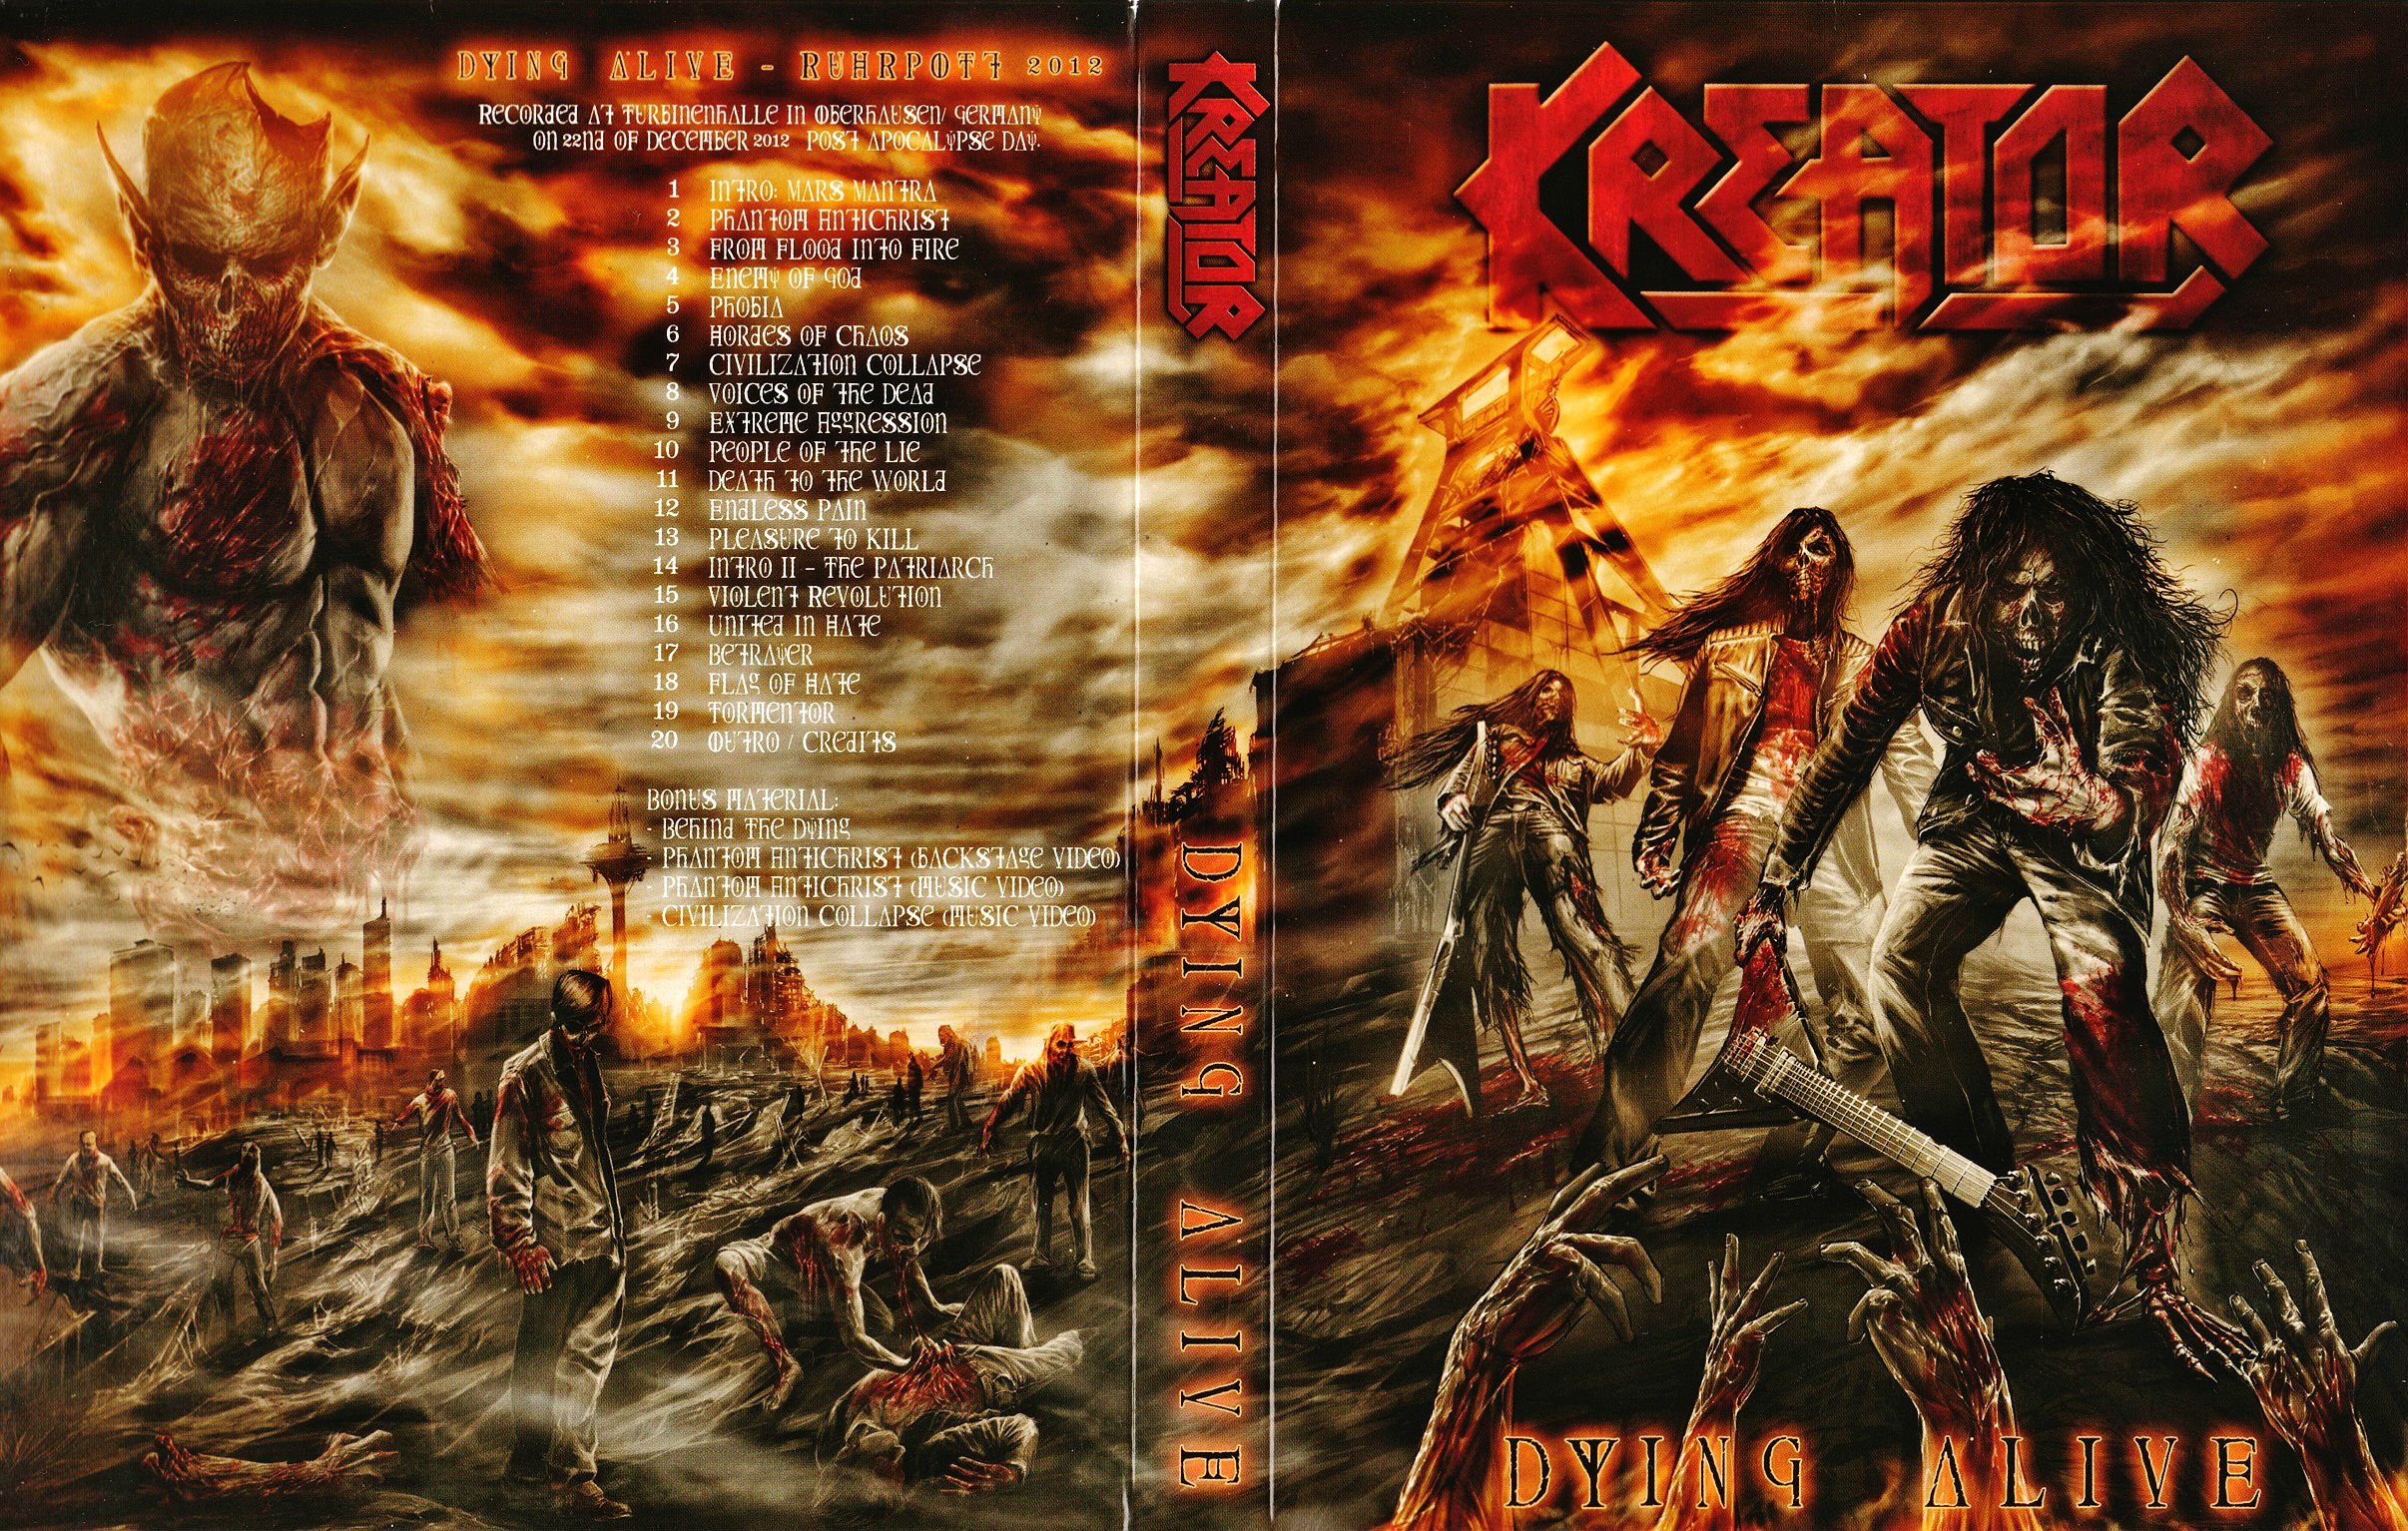 DYING ALIVE - RUHRPOTT 2012
RECORDED AT TURBINENHALLE IN OBERHAUSEN/ GERMANY
ON 22ND OF DECEMBER 2012 POST APOCALYPSE DAY.
1 INTRO: MARS MANTRA
2 PHANTOM ANTICHRIST
3 FROM FLOOD INTO FIRE
4 ENEMY OF GOD
5 PHOBIA
6 HORDES OF CHAOS
7 CIVILIZATION COLLAPSE
8 VOICES OF THE DEAD
9 EXTREME AGGRESSION
10 PEOPLE OF THE LIE
11 DEATH TO THE WORLD
12 ENDLESS PAIN
13 PLEASURE TO KILL
14 INTRO II - THE PATRIARCH
15 VIOLENT REVOLUTION
16 UNITED IN HATE
17 BETRAYER
18 FLAG OF HATE
19 TORMENTOR
20 OUTRO / CREDITS
BONUS MATERIAL:
- BEHIND THE DYING
- PHANTOM ANTICHRIST (BACKSTAGE VIDEO)
- PHANTOM ANTICHRIST (MUSIC VIDEO)
- CIVILIZATION COLLAPSE (MUSIC VIDEO)
KREATOR
DYING ALIVE
KREATOR
DYING ALIVE